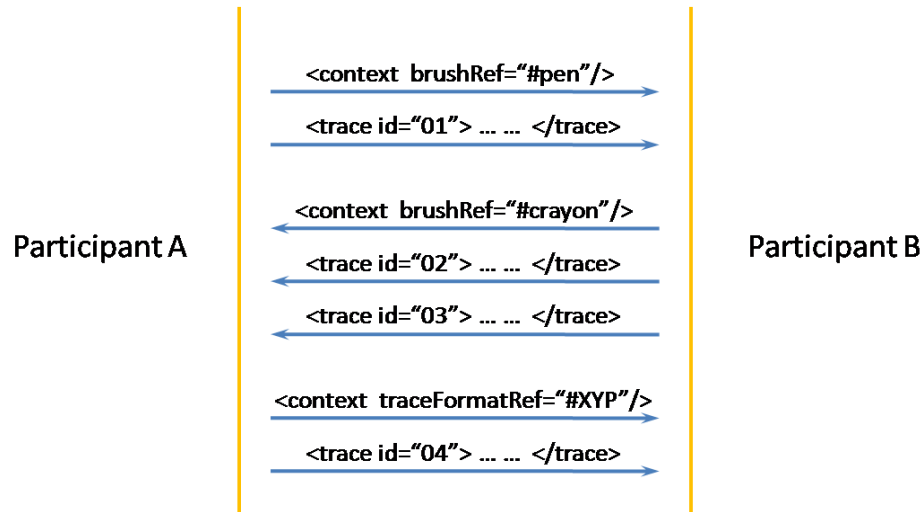 <context brushRef=“#pen”/>
<trace id=“01”> … … </trace>
<context brushRef=“#crayon”/>
Participant A
Participant B
<trace id=“02”> … … </trace>
<trace id=“03”> … … </trace>
<context traceFormatRef=“#XYP”/>
<trace id=“04”> … … </trace>